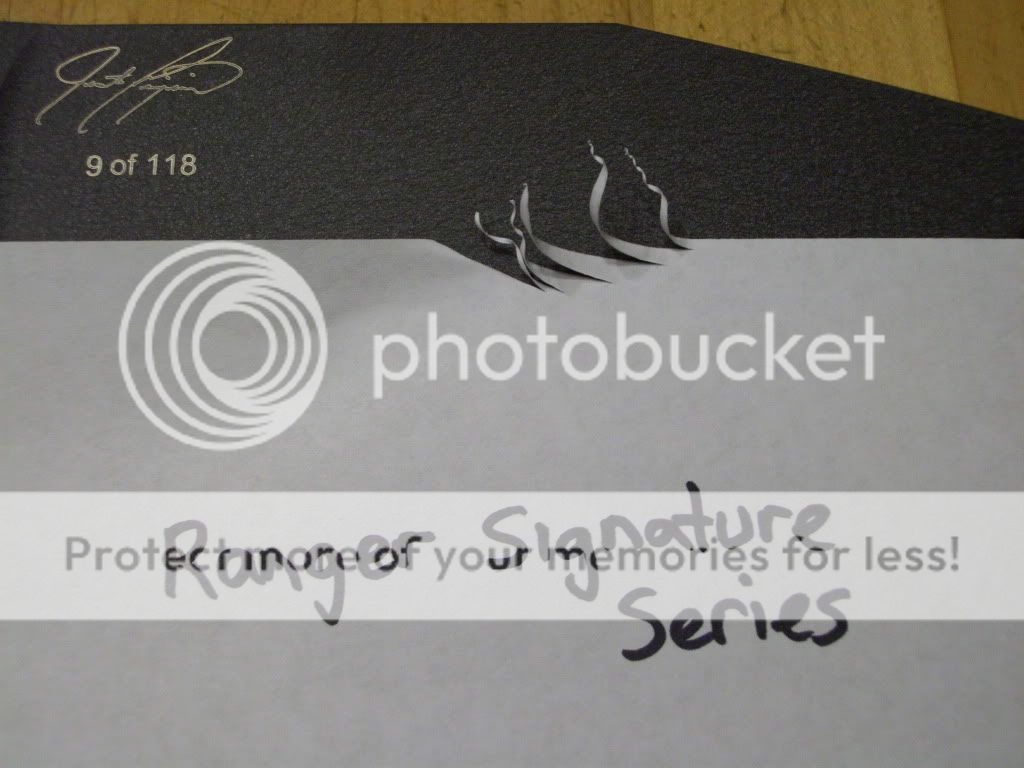 9 of 118
photobucket
Ranger Signature
Protect more of your memories for less!
Series